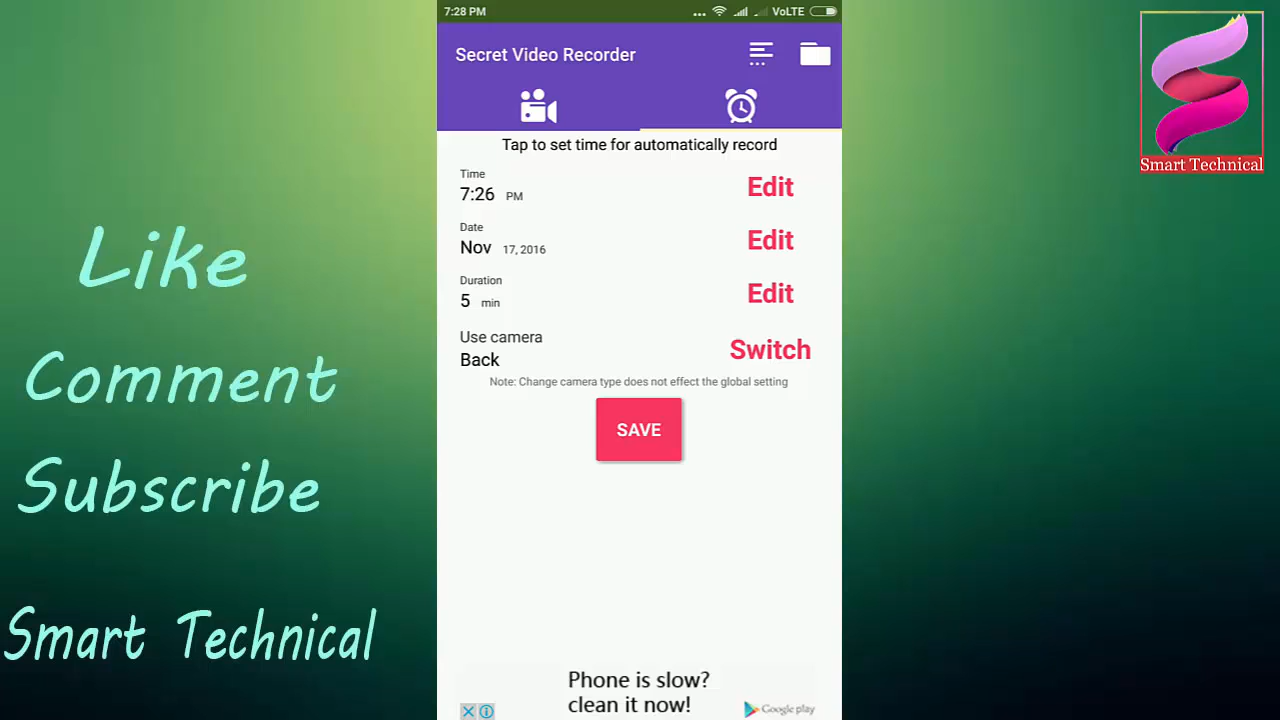 7:28 PM
VoLTE
Secret Video Recorder
Tap to set time for automatically record
Time
7:26 PM
Edit
Date
Nov 17, 2016
Edit
Duration
5 min
Edit
Use camera
Back
Switch
Note: Change camera type does not effect the global setting
SAVE
Phone is slow?
clean it now!
Google play
Like
Comment
Subscribe
Smart Technical
Smart Technical